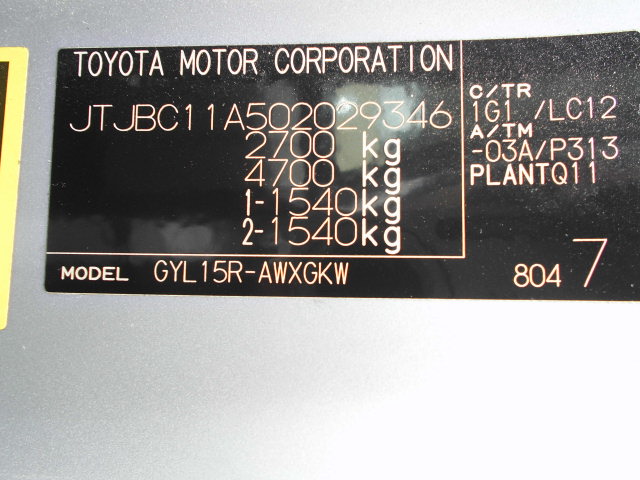 TOYOTA MOTOR CORPORATION
JTJBC11A502029346
2700 kg
4700 kg
1-1540kg
2-1540kg
C/TR
1G1 /LC12
A/TM
-03A/P313
PLANTQ11
MODEL GYL15R-AWXGKW
804 7